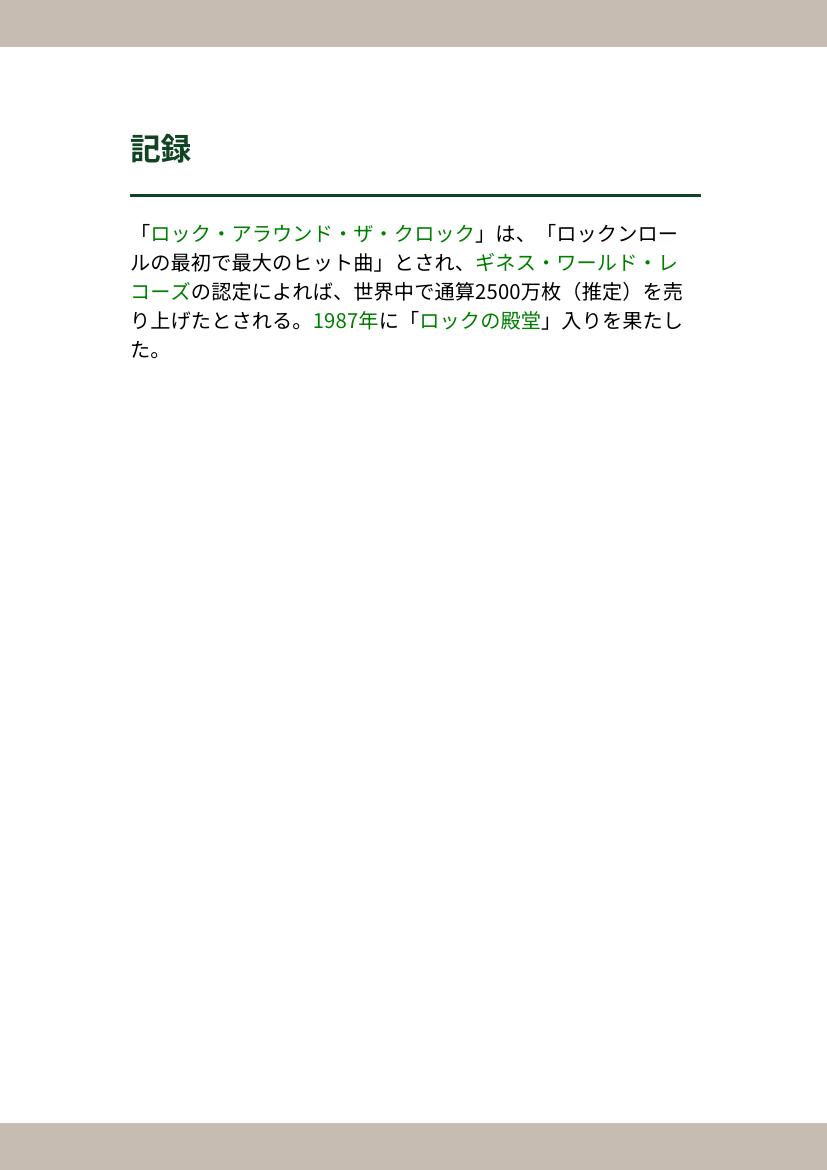 記録
「ロック・アラウンド・ザ・クロック」は、「ロックンロー
ルの最初で最大のヒット曲」とされ、ギネス・ワールド・レ
コーズの認定によれば、世界中で通算2500万枚（推定）を売
り上げたとされる。1987年に「ロックの殿堂」入りを果たし
た。